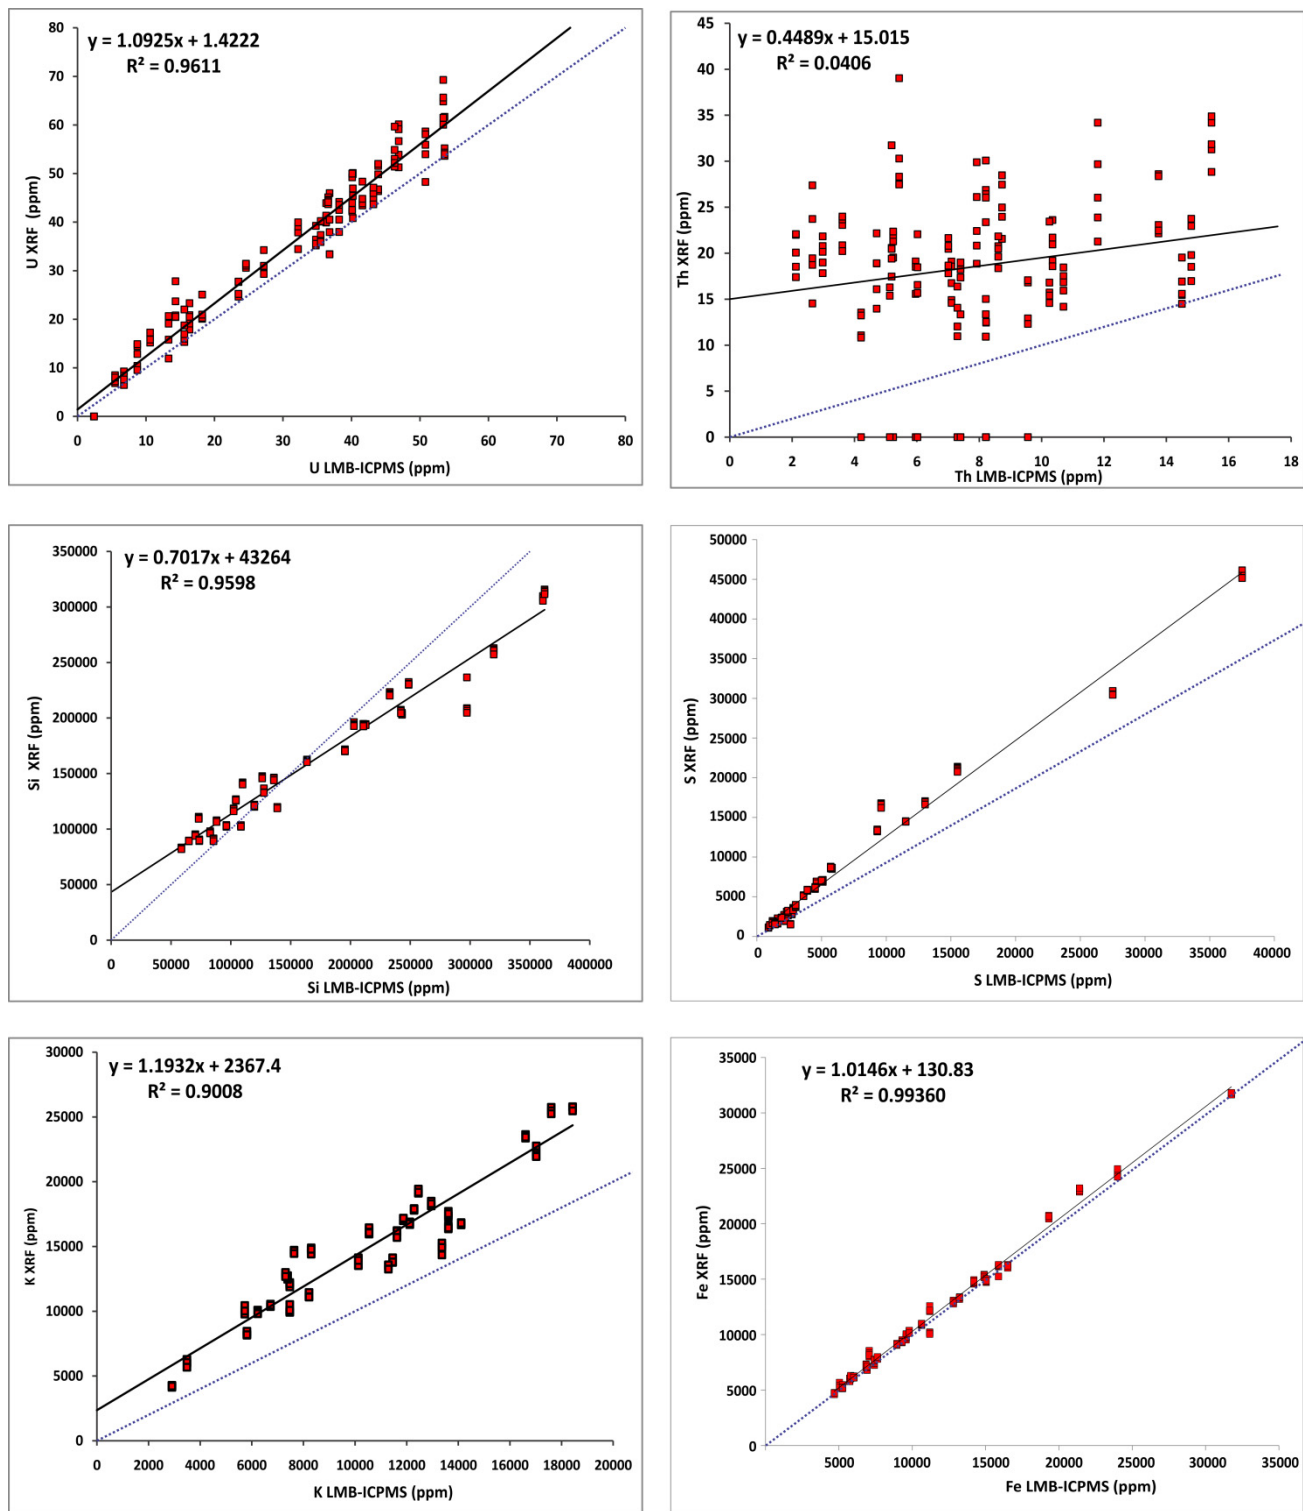 y = 1.0925x + 1.4222
R² = 0.9611
80
70
60
50
40
30
20
10
0
U XRF (ppm)
0 10 20 30 40 50 60 70 80
U LMB-ICPMS (ppm)
y = 0.4489x + 15.015
R² = 0.0406
45
40
35
30
25
20
15
10
5
0
Th XRF (ppm)
0 2 4 6 8 10 12 14 16 18
Th LMB-ICPMS (ppm)
y = 0.7017x + 43264
R² = 0.9598
350000
300000
250000
200000
150000
100000
50000
0
Si XRF (ppm)
0 50000 100000 150000 200000 250000 300000 350000 400000
Si LMB-ICPMS (ppm)
50000
45000
40000
35000
30000
25000
20000
15000
10000
5000
0
S XRF (ppm)
0 5000 10000 15000 20000 25000 30000 35000 40000
S LMB-ICPMS (ppm)
y = 1.1932x + 2367.4
R² = 0.9008
30000
25000
20000
15000
10000
5000
0
K XRF (ppm)
0 2000 4000 6000 8000 10000 12000 14000 16000 18000 20000
K LMB-ICPMS (ppm)
y = 1.0146x + 130.83
R² = 0.99360
35000
30000
25000
20000
15000
10000
5000
0
Fe XRF (ppm)
5000 10000 15000 20000 25000 30000 35000
Fe LMB-ICPMS (ppm)